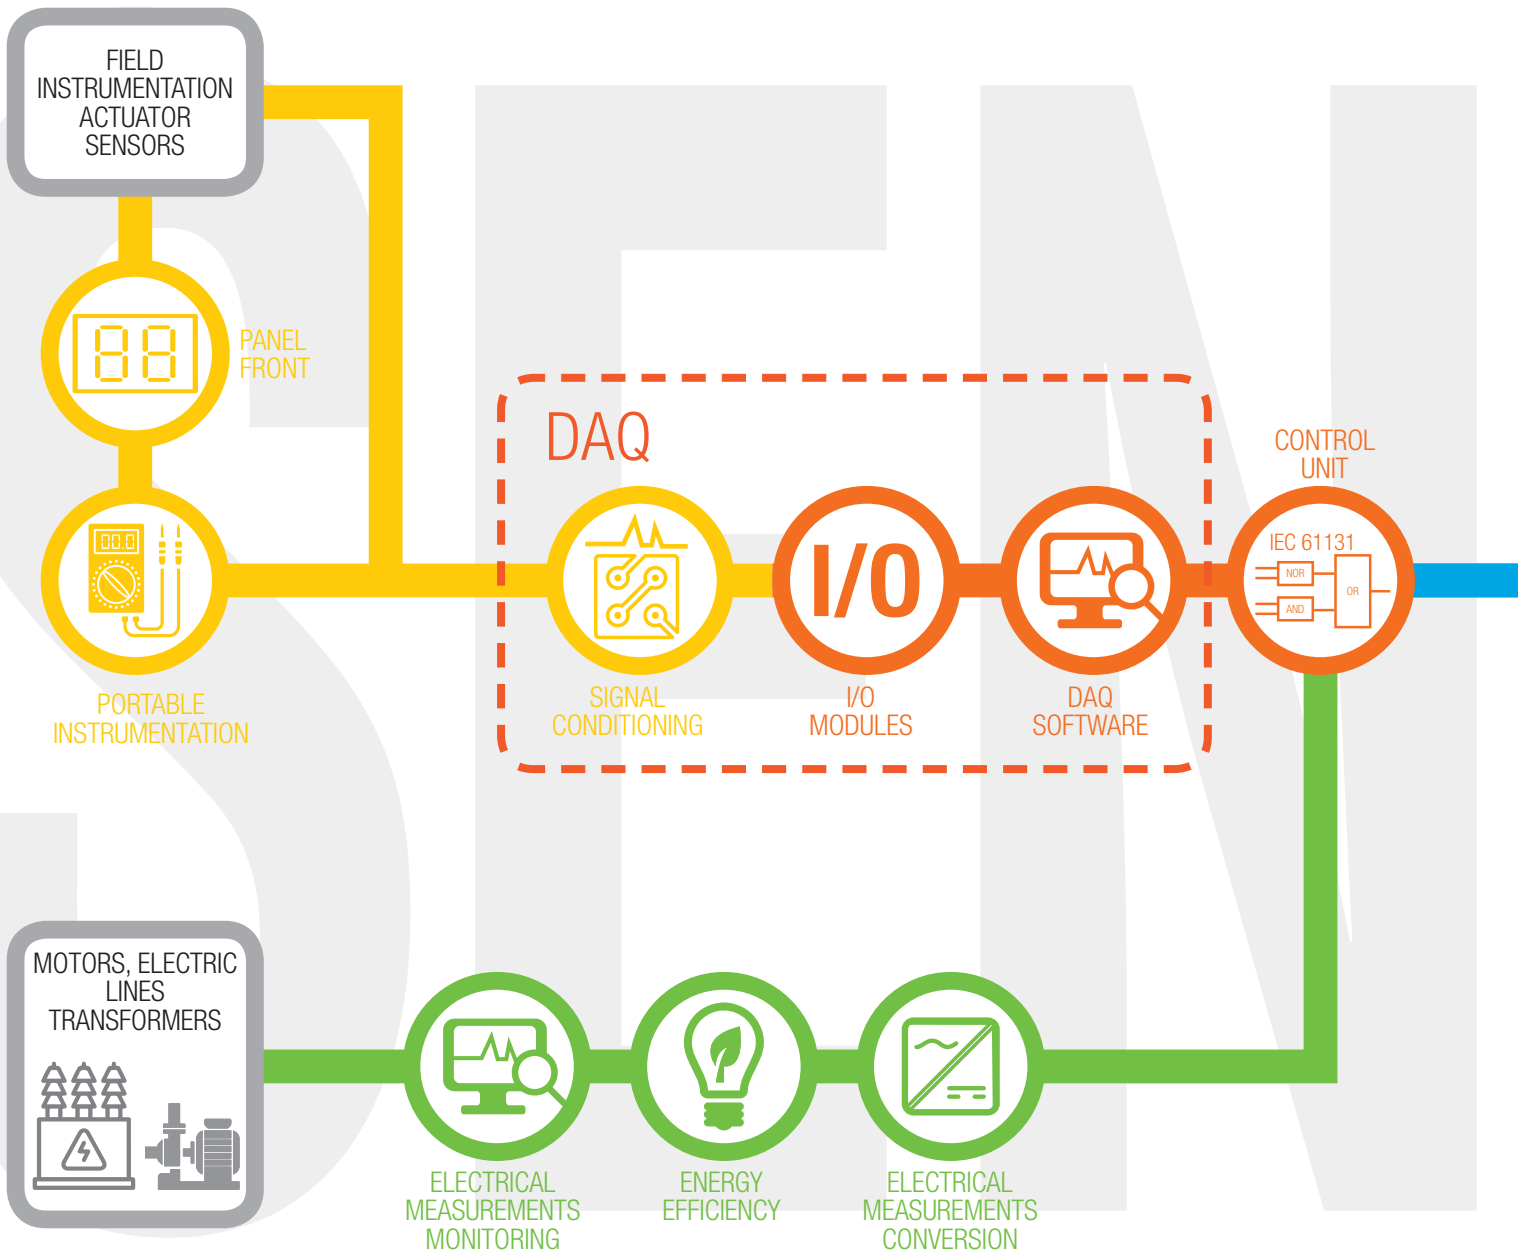 FIELD
INSTRUMENTATION
ACTUATOR
SENSORS
88
PANEL
FRONT
00.0
PORTABLE
INSTRUMENTATION
DAQ
SIGNAL
CONDITIONING
I/O
I/O
MODULES
DAQ
SOFTWARE
CONTROL
UNIT
IEC 61131
NOR
AND
OR
MOTORS, ELECTRIC
LINES
TRANSFORMERS
ELECTRICAL
MEASUREMENTS
MONITORING
ENERGY
EFFICIENCY
ELECTRICAL
MEASUREMENTS
CONVERSION
SEN